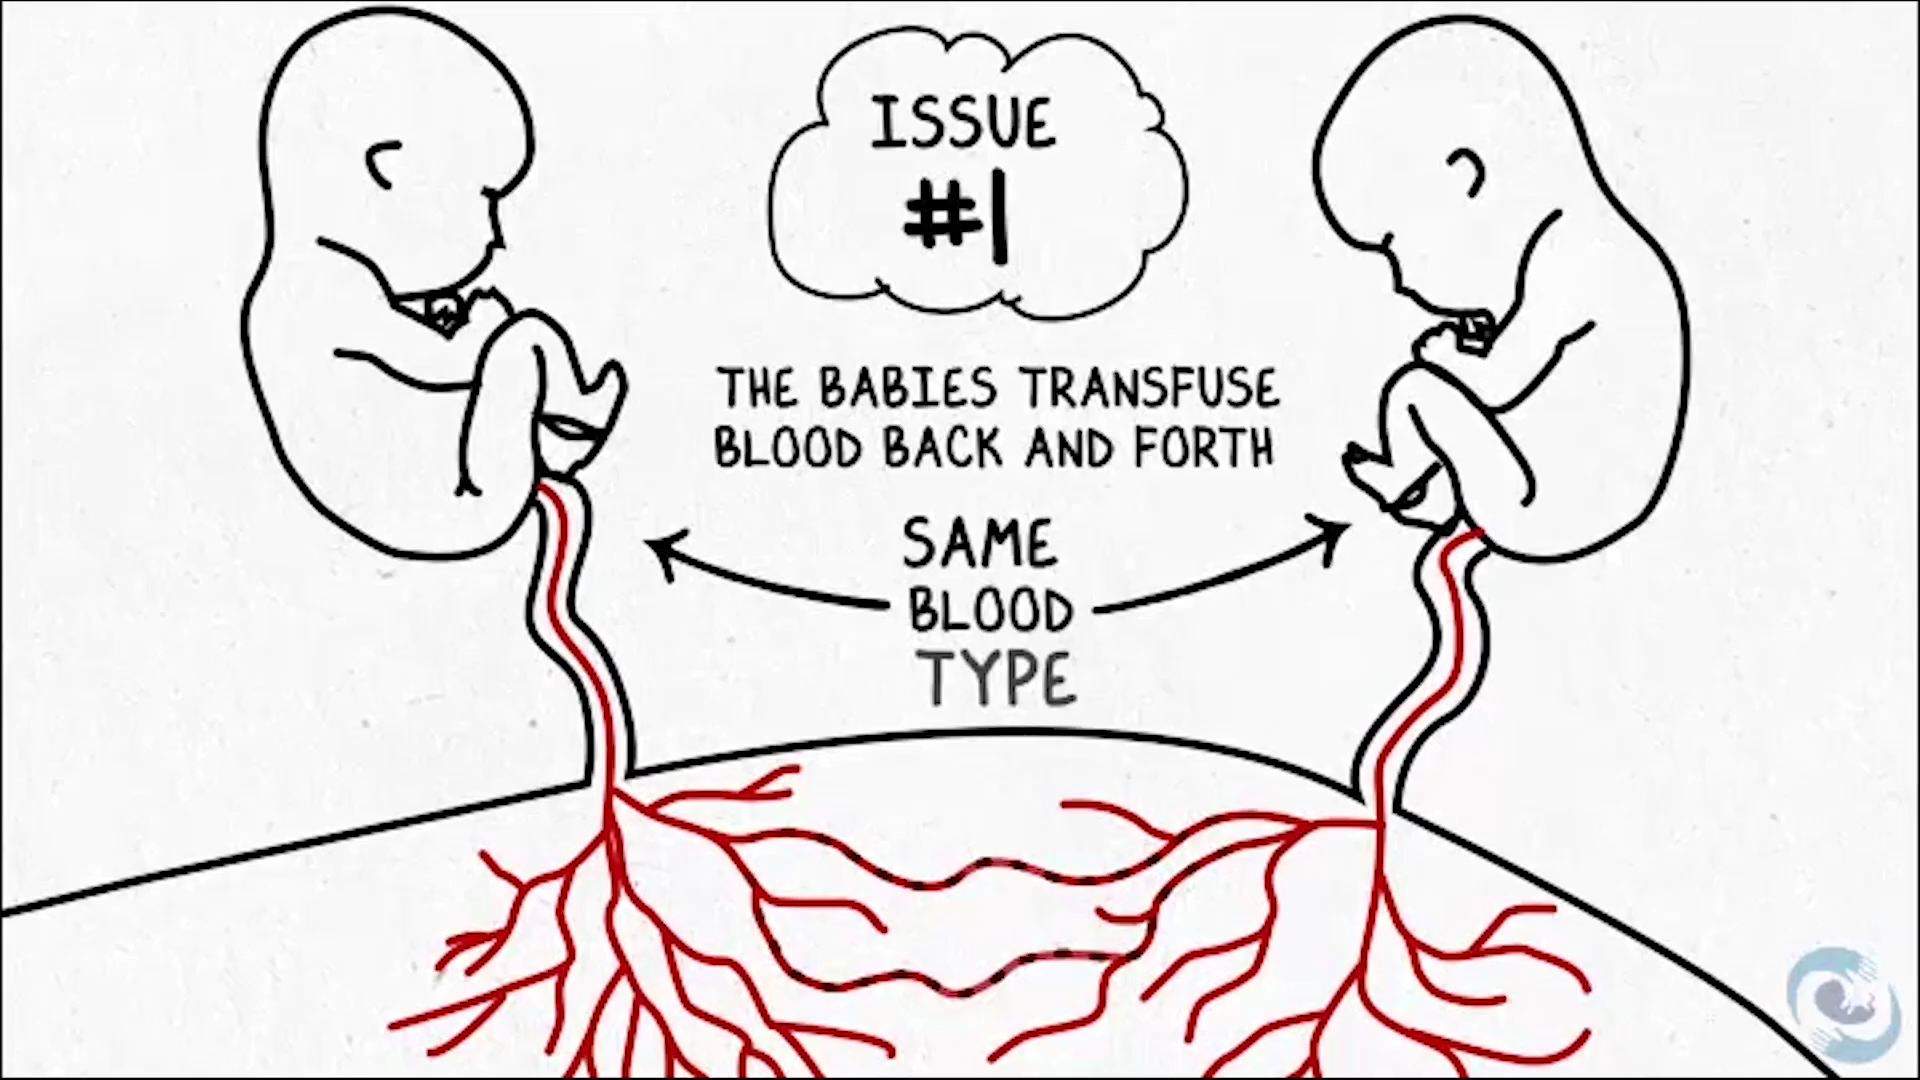 ISSUE
#1
THE BABIES TRANSFUSE
BLOOD BACK AND FORTH
SAME
BLOOD
TYPE